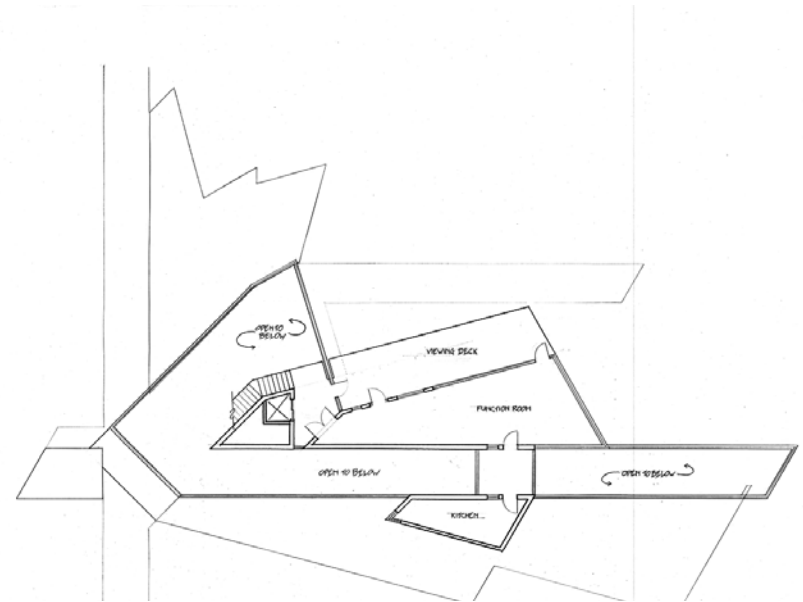 OPEN TO
BELOW
VIEWING DECK
FUNCTION ROOM
OPEN TO BELOW
OPEN TO BELOW
KITCHEN